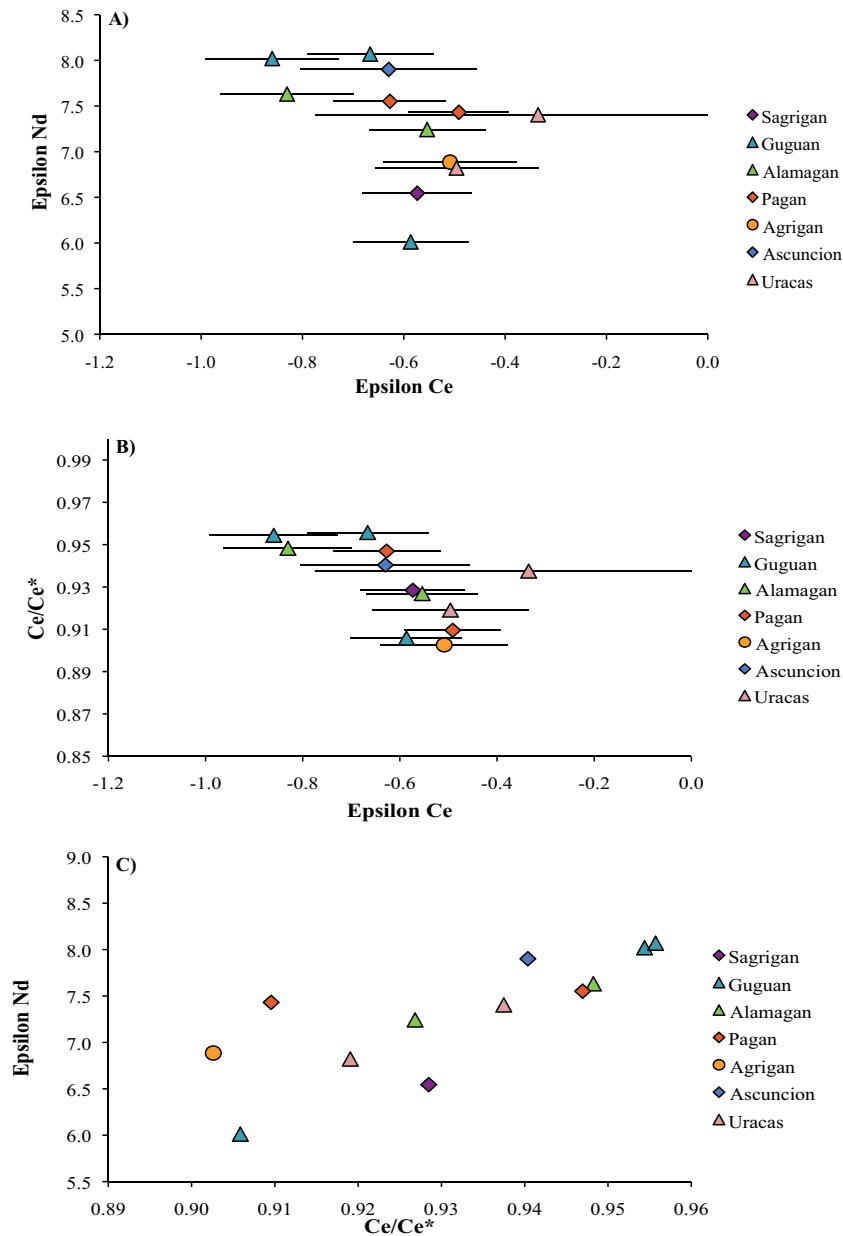 A)
8.5
8.0
7.5
7.0
6.5
6.0
5.5
5.0
Epsilon Nd
-1.2
-1.0
-0.8
-0.6
-0.4
-0.2
0.0
Epsilon Ce
Sagrigan
Guguan
Alamagan
Pagan
Agrigan
Ascuncion
Uracas
B)
0.99
0.97
0.95
0.93
0.91
0.89
0.87
0.85
Ce/Ce*
-1.2
-1.0
-0.8
-0.6
-0.4
-0.2
0.0
Epsilon Ce
Sagrigan
Guguan
Alamagan
Pagan
Agrigan
Ascuncion
Uracas
C)
9.0
8.5
8.0
7.5
7.0
6.5
6.0
5.5
Epsilon Nd
0.89
0.90
0.91
0.92
0.93
0.94
0.95
0.96
Ce/Ce*
Sagrigan
Guguan
Alamagan
Pagan
Agrigan
Ascuncion
Uracas